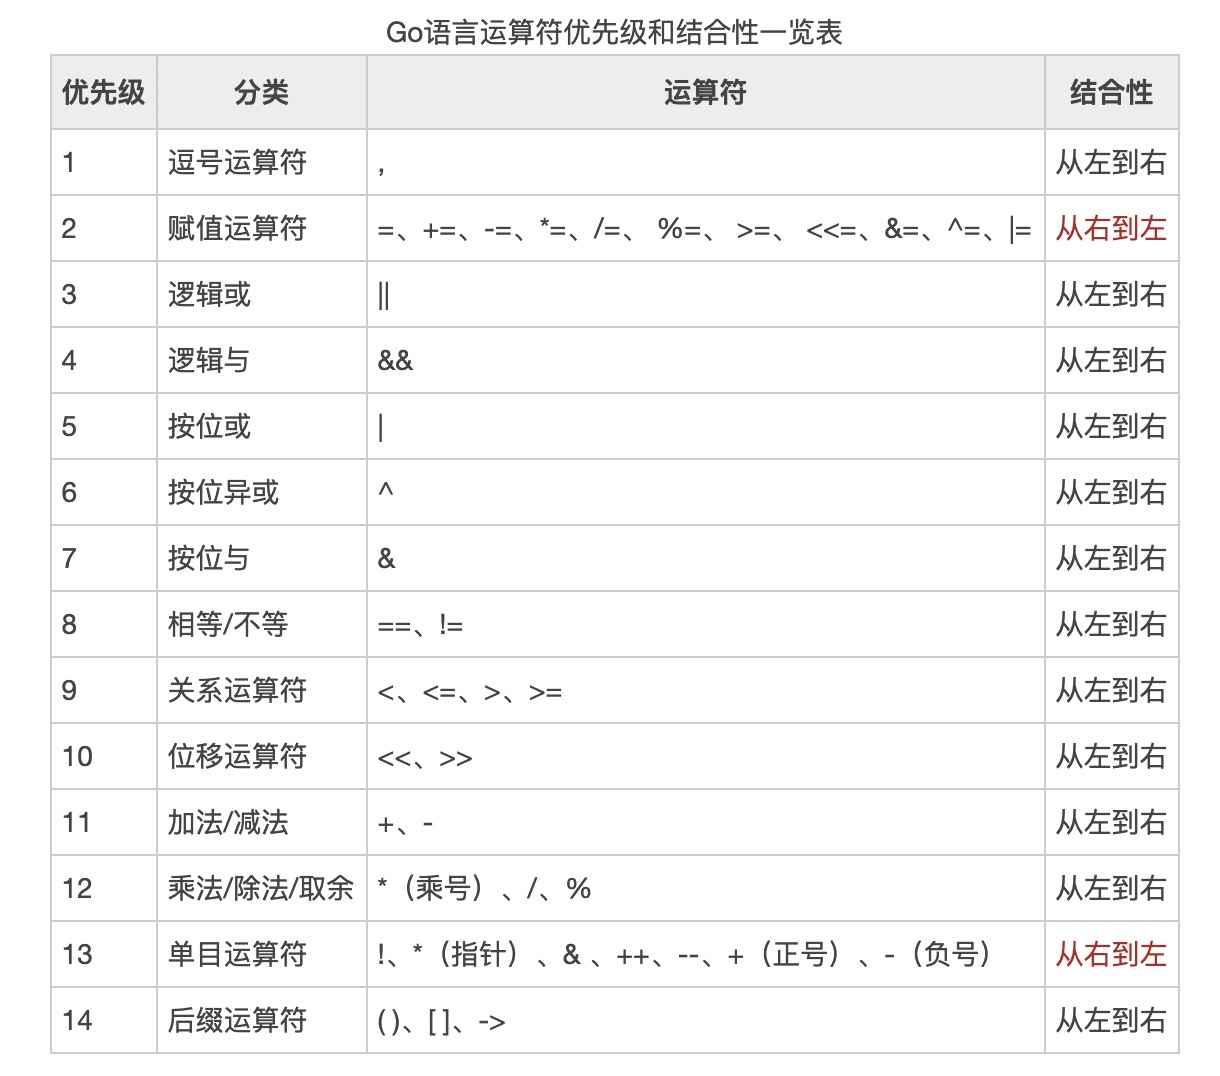 Go语言运算符优先级和结合性一览表
优先级 分类 运算符 结合性
1 逗号运算符 , 从左到右
2 赋值运算符 =、+=、-=、*=、/=、 %=、 >=、 <<=、&=、^=、|= 从右到左
3 逻辑或 || 从左到右
4 逻辑与 && 从左到右
5 按位或 | 从左到右
6 按位异或 ^ 从左到右
7 按位与 & 从左到右
8 相等/不等 ==、!= 从左到右
9 关系运算符 <、<=、>、>= 从左到右
10 位移运算符 <<、>> 从左到右
11 加法/减法 +、- 从左到右
12 乘法/除法/取余 *（乘号）、/、% 从左到右
13 单目运算符 !、*（指针）、& 、++、--、+（正号）、-（负号） 从右到左
14 后缀运算符 ( )、[ ]、-> 从左到右